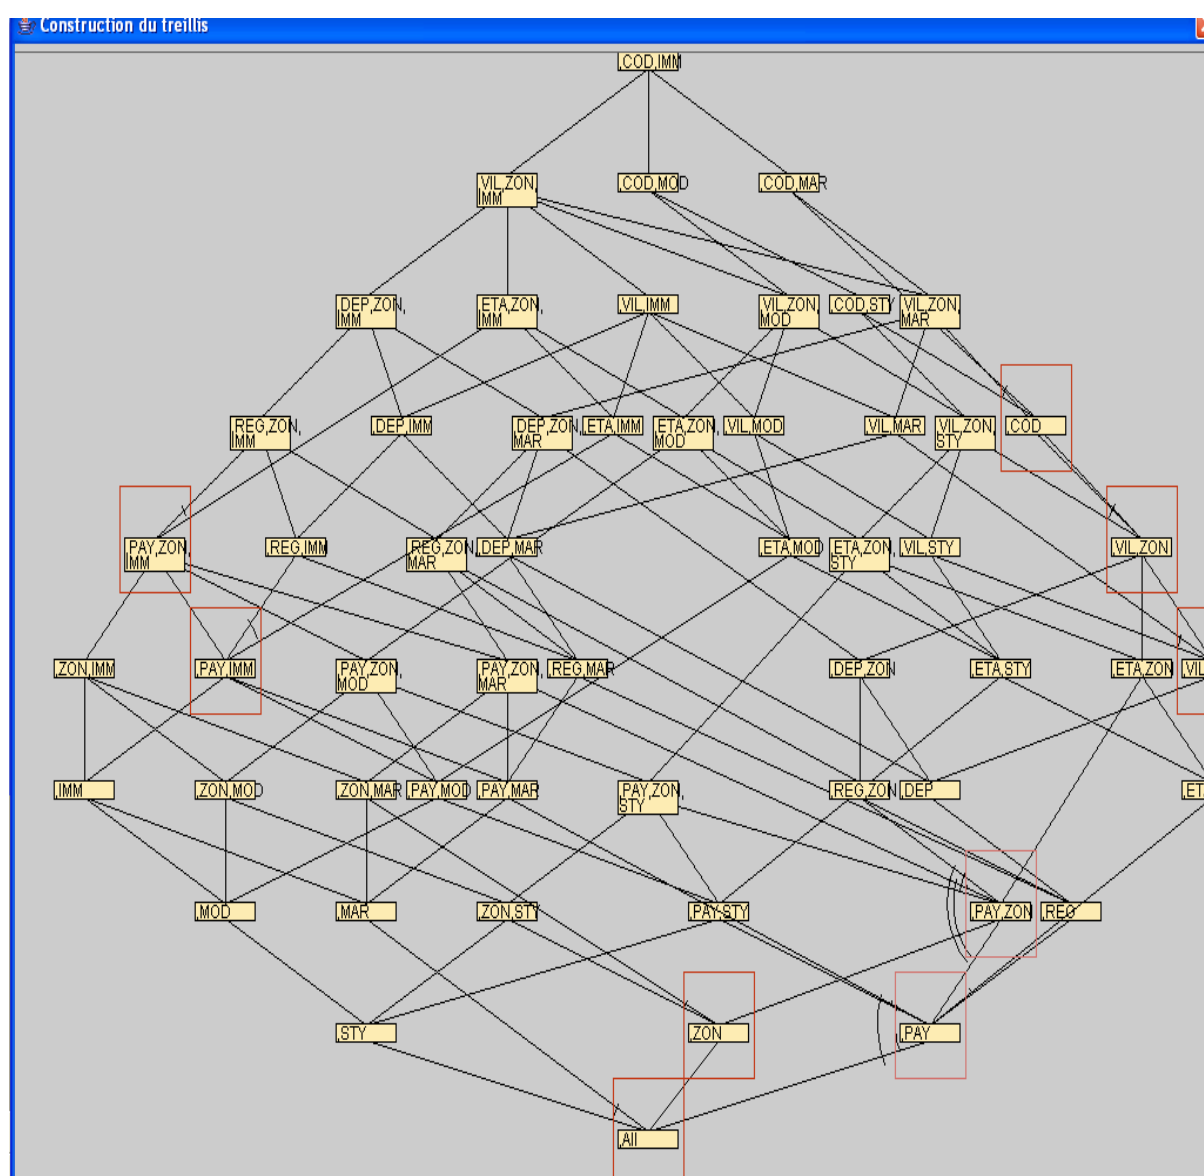 Construction du treillis
,COD,IMM
,VIL,ZON,
IMM
,COD,MOD
,COD,MAR
,DEP,ZON,
IMM
,ETA,ZON,
IMM
,VIL,IMM
,VIL,ZON,
MOD
,COD,STY
,VIL,ZON,
MAR
,REG,ZON,
IMM
,DEP,IMM
,DEP,ZON,
MAR
,ETA,IMM
,ETA,ZON,
MOD
,VIL,MOD
,VIL,MAR
,VIL,ZON,
STY
,COD
,PAY,ZON,
IMM
,REG,IMM
,REG,ZON,
MAR
,DEP,MAR
,ETA,MOD
,ETA,ZON,
STY
,VIL,STY
,VIL,ZON
,ZON,IMM
,PAY,IMM
,PAY,ZON,
MOD
,PAY,ZON,
MAR
,REG,MAR
,DEP,ZON
,ETA,STY
,ETA,ZON
,VIL
,IMM
,ZON,MOD
,ZON,MAR
,PAY,MOD
,PAY,MAR
,PAY,ZON,
STY
,REG,ZON
,DEP
,ET
,MOD
,MAR
,ZON,STY
,PAY,STY
,PAY,ZON
,REG
,STY
,ZON
,PAY
,All